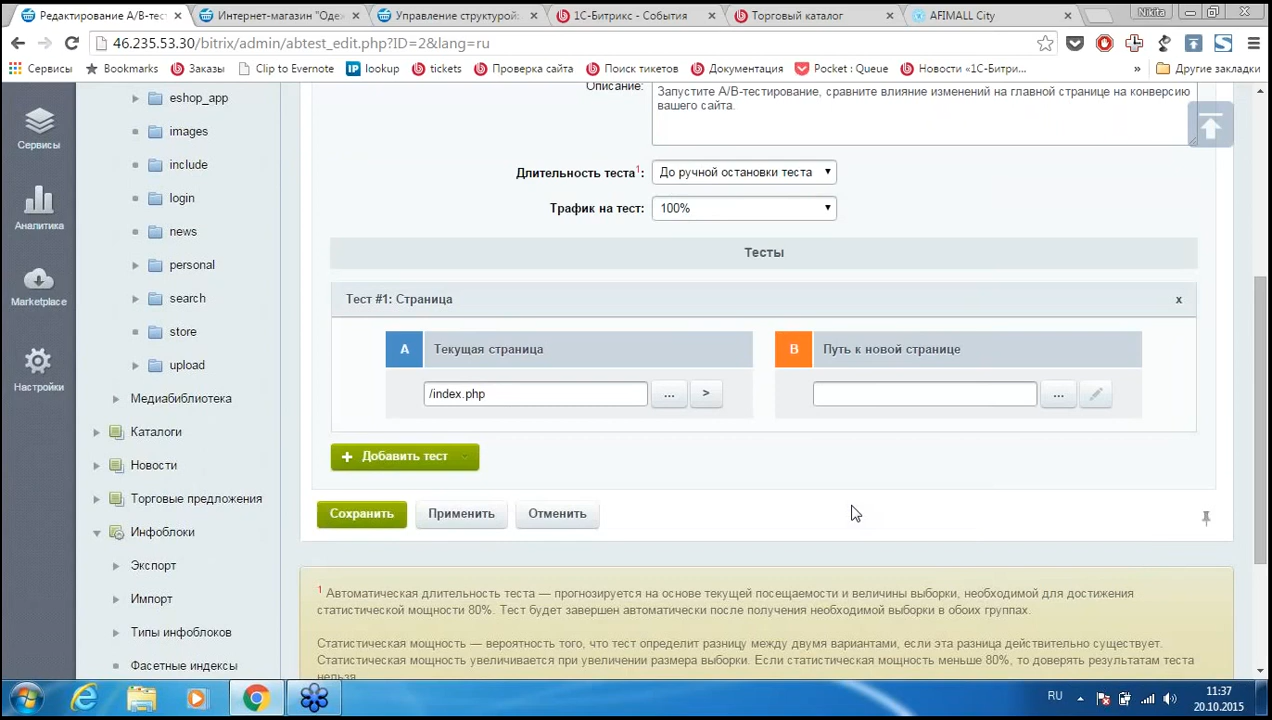 Редактирование A/B-тес
Интернет-магазин "Оде
Управление структурой
1С-Битрикс - События
Торговый каталог
AFIMALL City
Nikita
46.235.53.30/bitrix/admin/abtest_edit.php?ID=2&lang=ru
Сервисы
Bookmarks
Заказы
Clip to Evernote
lookup
tickets
Проверка сайта
Поиск тикетов
Документация
Pocket : Queue
Новости «1С-Битри...
»
Другие закладки
Сервисы
Аналитика
Marketplace
Настройки
eshop_app
images
include
login
news
personal
search
store
upload
Медиабиблиотека
Каталоги
Новости
Торговые предложения
Инфоблоки
Экспорт
Импорт
Типы инфоблоков
Фасетные индексы
Описание:
Запустите A/B-тестирование, сравните влияние изменений на главной странице на конверсию
вашего сайта.
Длительность теста1: До ручной остановки теста
Трафик на тест: 100%
Тесты
Тест #1: Страница x
A Текущая страница
/index.php ... >
B Путь к новой странице
...
+ Добавить тест
Сохранить Применить Отменить
1 Автоматическая длительность теста — прогнозируется на основе текущей посещаемости и величины выборки, необходимой для достижения
статистической мощности 80%. Тест будет завершен автоматически после получения необходимой выборки в обоих группах.
Статистическая мощность — вероятность того, что тест определит разницу между двумя вариантами, если эта разница действительно существует.
Статистическая мощность увеличивается при увеличении размера выборки. Если статистическая мощность меньше 80%, то доверять результатам теста
нельзя.
RU
11:37
20.10.2015